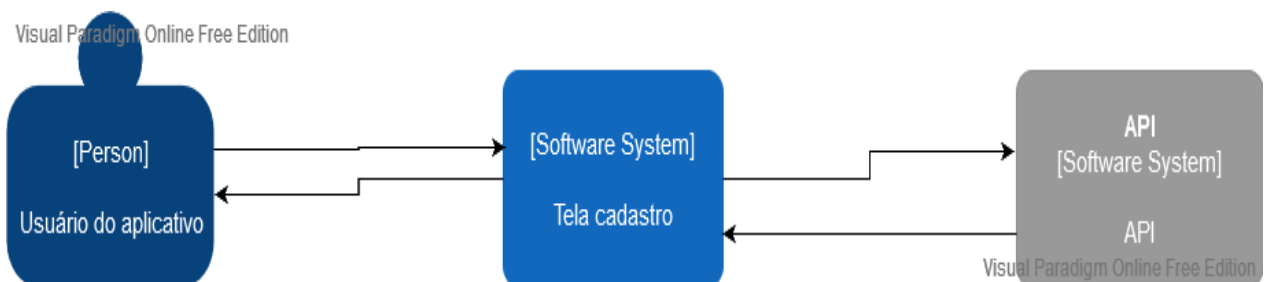 Visual Paradigm Online Free Edition
[Person]
Usuário do aplicativo
[Software System]
Tela cadastro
API
[Software System]
API
Visual Paradigm Online Free Edition